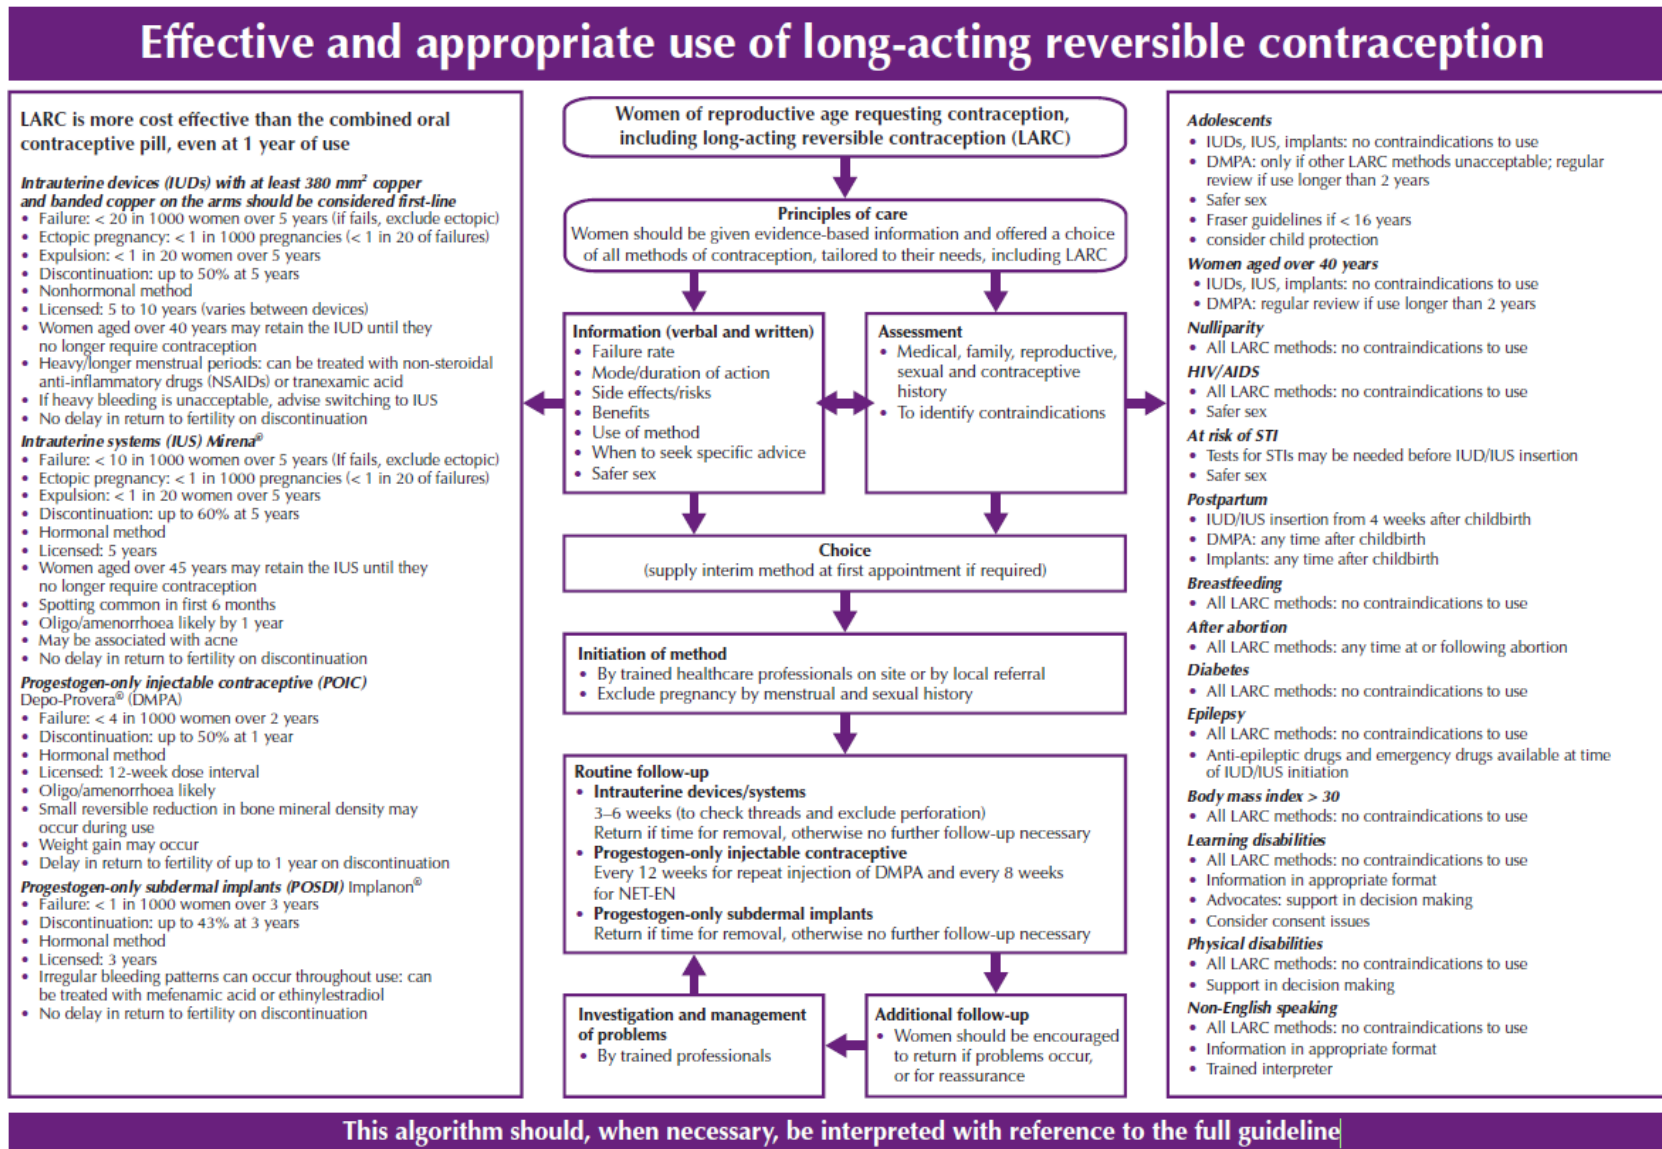 Effective and appropriate use of long-acting reversible contraception
LARC is more cost effective than the combined oral
contraceptive pill, even at 1 year of use
Intrauterine devices (IUDs) with at least 380 mm² copper
and banded copper on the arms should be considered first-line
• Failure: < 20 in 1000 women over 5 years (if fails, exclude ectopic)
• Ectopic pregnancy: < 1 in 1000 pregnancies (< 1 in 20 of failures)
• Expulsion: < 1 in 20 women over 5 years
• Discontinuation: up to 50% at 5 years
• Nonhormonal method
• Licensed: 5 to 10 years (varies between devices)
• Women aged over 40 years may retain the IUD until they
no longer require contraception
• Heavy/longer menstrual periods: can be treated with non-steroidal
anti-inflammatory drugs (NSAIDs) or tranexamic acid
• If heavy bleeding is unacceptable, advise switching to IUS
• No delay in return to fertility on discontinuation
Intrauterine systems (IUS) Mirena®
• Failure: < 10 in 1000 women over 5 years (If fails, exclude ectopic)
• Ectopic pregnancy: < 1 in 1000 pregnancies (< 1 in 20 of failures)
• Expulsion: < 1 in 20 women over 5 years
• Discontinuation: up to 60% at 5 years
• Hormonal method
• Licensed: 5 years
• Women aged over 45 years may retain the IUS until they
no longer require contraception
• Spotting common in first 6 months
• Oligo/amenorrhoea likely by 1 year
• May be associated with acne
• No delay in return to fertility on discontinuation
Progestogen-only injectable contraceptive (POIC)
Depo-Provera® (DMPA)
• Failure: < 4 in 1000 women over 2 years
• Discontinuation: up to 50% at 1 year
• Hormonal method
• Licensed: 12-week dose interval
• Oligo/amenorrhoea likely
• Small reversible reduction in bone mineral density may
occur during use
• Weight gain may occur
• Delay in return to fertility of up to 1 year on discontinuation
Progestogen-only subdermal implants (POSDI) Implanon®
• Failure: < 1 in 1000 women over 3 years
• Discontinuation: up to 43% at 3 years
• Hormonal method
• Licensed: 3 years
• Irregular bleeding patterns can occur throughout use: can
be treated with mefenamic acid or ethinylestradiol
• No delay in return to fertility on discontinuation
Women of reproductive age requesting contraception,
including long-acting reversible contraception (LARC)
Principles of care
Women should be given evidence-based information and offered a choice
of all methods of contraception, tailored to their needs, including LARC
Information (verbal and written)
• Failure rate
• Mode/duration of action
• Side effects/risks
• Benefits
• Use of method
• When to seek specific advice
• Safer sex
Assessment
• Medical, family, reproductive,
sexual and contraceptive
history
• To identify contraindications
Choice
(supply interim method at first appointment if required)
Initiation of method
• By trained healthcare professionals on site or by local referral
• Exclude pregnancy by menstrual and sexual history
Routine follow-up
• Intrauterine devices/systems
3–6 weeks (to check threads and exclude perforation)
Return if time for removal, otherwise no further follow-up necessary
• Progestogen-only injectable contraceptive
Every 12 weeks for repeat injection of DMPA and every 8 weeks
for NET-EN
• Progestogen-only subdermal implants
Return if time for removal, otherwise no further follow-up necessary
Investigation and management
of problems
• By trained professionals
Additional follow-up
• Women should be encouraged
to return if problems occur,
or for reassurance
Adolescents
• IUDs, IUS, implants: no contraindications to use
• DMPA: only if other LARC methods unacceptable; regular
review if use longer than 2 years
• Safer sex
• Fraser guidelines if < 16 years
• consider child protection
Women aged over 40 years
• IUDs, IUS, implants: no contraindications to use
• DMPA: regular review if use longer than 2 years
Nulliparity
• All LARC methods: no contraindications to use
HIV/AIDS
• All LARC methods: no contraindications to use
• Safer sex
At risk of STI
• Tests for STIs may be needed before IUD/IUS insertion
• Safer sex
Postpartum
• IUD/IUS insertion from 4 weeks after childbirth
• DMPA: any time after childbirth
• Implants: any time after childbirth
Breastfeeding
• All LARC methods: no contraindications to use
After abortion
• All LARC methods: any time at or following abortion
Diabetes
• All LARC methods: no contraindications to use
Epilepsy
• All LARC methods: no contraindications to use
• Anti-epileptic drugs and emergency drugs available at time
of IUD/IUS initiation
Body mass index > 30
• All LARC methods: no contraindications to use
Learning disabilities
• All LARC methods: no contraindications to use
• Information in appropriate format
• Advocates: support in decision making
• Consider consent issues
Physical disabilities
• All LARC methods: no contraindications to use
• Support in decision making
Non-English speaking
• All LARC methods: no contraindications to use
• Information in appropriate format
• Trained interpreter
This algorithm should, when necessary, be interpreted with reference to the full guideline